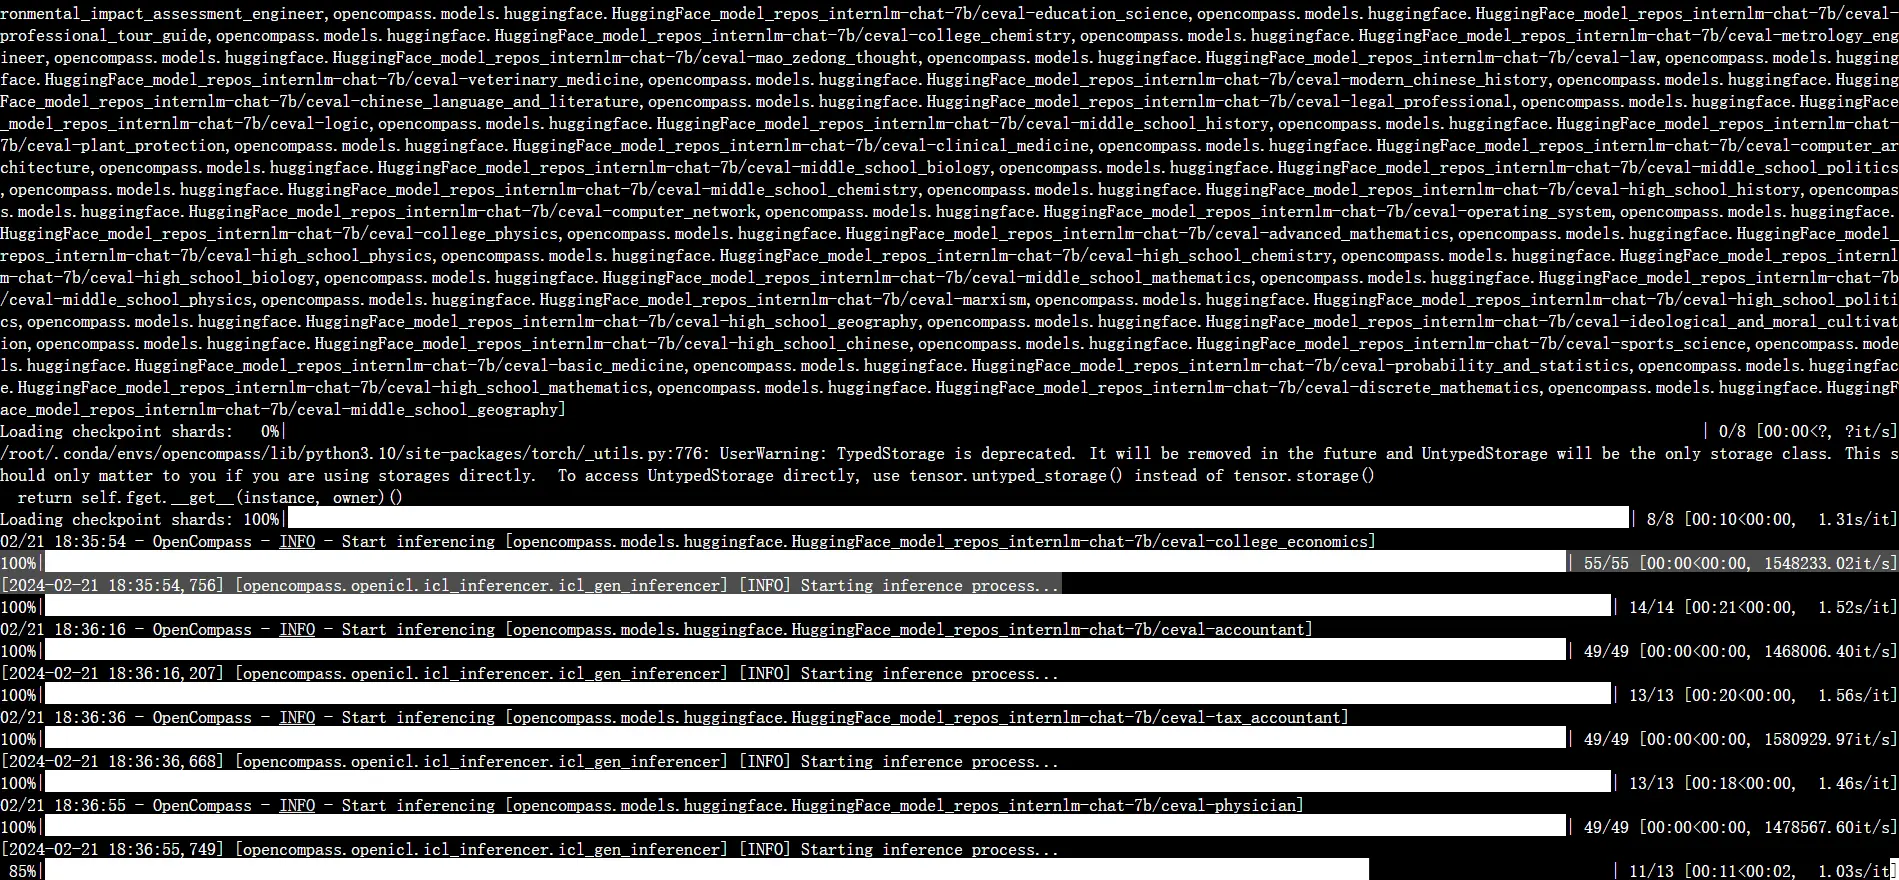 ronmental_impact_assessment_engineer,opencompass.models.huggingface.HuggingFace_model_repos_internlm-chat-7b/ceval-education_science,opencompass.models.huggingface.HuggingFace_model_repos_internlm-chat-7b/ceval-
professional_tour_guide,opencompass.models.huggingface.HuggingFace_model_repos_internlm-chat-7b/ceval-college_chemistry,opencompass.models.huggingface.HuggingFace_model_repos_internlm-chat-7b/ceval-metrology_eng
ineer,opencompass.models.huggingface.HuggingFace_model_repos_internlm-chat-7b/ceval-mao_zedong_thought,opencompass.models.huggingface.HuggingFace_model_repos_internlm-chat-7b/ceval-law,opencompass.models.hugging
face.HuggingFace_model_repos_internlm-chat-7b/ceval-veterinary_medicine,opencompass.models.huggingface.HuggingFace_model_repos_internlm-chat-7b/ceval-modern_chinese_history,opencompass.models.huggingface.Hugging
Face_model_repos_internlm-chat-7b/ceval-chinese_language_and_literature,opencompass.models.huggingface.HuggingFace_model_repos_internlm-chat-7b/ceval-legal_professional,opencompass.models.huggingface.HuggingFace
_model_repos_internlm-chat-7b/ceval-logic,opencompass.models.huggingface.HuggingFace_model_repos_internlm-chat-7b/ceval-middle_school_history,opencompass.models.huggingface.HuggingFace_model_repos_internlm-chat-
7b/ceval-plant_protection,opencompass.models.huggingface.HuggingFace_model_repos_internlm-chat-7b/ceval-clinical_medicine,opencompass.models.huggingface.HuggingFace_model_repos_internlm-chat-7b/ceval-computer_ar
chitecture,opencompass.models.huggingface.HuggingFace_model_repos_internlm-chat-7b/ceval-middle_school_biology,opencompass.models.huggingface.HuggingFace_model_repos_internlm-chat-7b/ceval-middle_school_politics
,opencompass.models.huggingface.HuggingFace_model_repos_internlm-chat-7b/ceval-middle_school_chemistry,opencompass.models.huggingface.HuggingFace_model_repos_internlm-chat-7b/ceval-high_school_history,opencompas
s.models.huggingface.HuggingFace_model_repos_internlm-chat-7b/ceval-computer_network,opencompass.models.huggingface.HuggingFace_model_repos_internlm-chat-7b/ceval-operating_system,opencompass.models.huggingface.
HuggingFace_model_repos_internlm-chat-7b/ceval-college_physics,opencompass.models.huggingface.HuggingFace_model_repos_internlm-chat-7b/ceval-advanced_mathematics,opencompass.models.huggingface.HuggingFace_model_
repos_internlm-chat-7b/ceval-high_school_physics,opencompass.models.huggingface.HuggingFace_model_repos_internlm-chat-7b/ceval-high_school_chemistry,opencompass.models.huggingface.HuggingFace_model_repos_internl
m-chat-7b/ceval-high_school_biology,opencompass.models.huggingface.HuggingFace_model_repos_internlm-chat-7b/ceval-middle_school_mathematics,opencompass.models.huggingface.HuggingFace_model_repos_internlm-chat-7b
/ceval-middle_school_physics,opencompass.models.huggingface.HuggingFace_model_repos_internlm-chat-7b/ceval-marxism,opencompass.models.huggingface.HuggingFace_model_repos_internlm-chat-7b/ceval-high_school_politi
cs,opencompass.models.huggingface.HuggingFace_model_repos_internlm-chat-7b/ceval-high_school_geography,opencompass.models.huggingface.HuggingFace_model_repos_internlm-chat-7b/ceval-ideological_and_moral_cultivat
ion,opencompass.models.huggingface.HuggingFace_model_repos_internlm-chat-7b/ceval-high_school_chinese,opencompass.models.huggingface.HuggingFace_model_repos_internlm-chat-7b/ceval-sports_science,opencompass.mode
ls.huggingface.HuggingFace_model_repos_internlm-chat-7b/ceval-basic_medicine,opencompass.models.huggingface.HuggingFace_model_repos_internlm-chat-7b/ceval-probability_and_statistics,opencompass.models.huggingfac
e.HuggingFace_model_repos_internlm-chat-7b/ceval-high_school_mathematics,opencompass.models.huggingface.HuggingFace_model_repos_internlm-chat-7b/ceval-discrete_mathematics,opencompass.models.huggingface.HuggingF
ace_model_repos_internlm-chat-7b/ceval-middle_school_geography]
Loading checkpoint shards:   0%| | 0/8 [00:00<?, ?it/s]
/root/.conda/envs/opencompass/lib/python3.10/site-packages/torch/_utils.py:776: UserWarning: TypedStorage is deprecated. It will be removed in the future and UntypedStorage will be the only storage class. This s
hould only matter to you if you are using storages directly.  To access UntypedStorage directly, use tensor.untyped_storage() instead of tensor.storage()
  return self.fget.__get__(instance, owner)()
Loading checkpoint shards: 100%| | 8/8 [00:10<00:00,  1.31s/it]
02/21 18:35:54 - OpenCompass - INFO - Start inferencing [opencompass.models.huggingface.HuggingFace_model_repos_internlm-chat-7b/ceval-college_economics]
100%| | 55/55 [00:00<00:00, 1548233.02it/s]
[2024-02-21 18:35:54,756] [opencompass.openicl.icl_inferencer.icl_gen_inferencer] [INFO] Starting inference process...
100%| | 14/14 [00:21<00:00,  1.52s/it]
02/21 18:36:16 - OpenCompass - INFO - Start inferencing [opencompass.models.huggingface.HuggingFace_model_repos_internlm-chat-7b/ceval-accountant]
100%| | 49/49 [00:00<00:00, 1468006.40it/s]
[2024-02-21 18:36:16,207] [opencompass.openicl.icl_inferencer.icl_gen_inferencer] [INFO] Starting inference process...
100%| | 13/13 [00:20<00:00,  1.56s/it]
02/21 18:36:36 - OpenCompass - INFO - Start inferencing [opencompass.models.huggingface.HuggingFace_model_repos_internlm-chat-7b/ceval-tax_accountant]
100%| | 49/49 [00:00<00:00, 1580929.97it/s]
[2024-02-21 18:36:36,668] [opencompass.openicl.icl_inferencer.icl_gen_inferencer] [INFO] Starting inference process...
100%| | 13/13 [00:18<00:00,  1.46s/it]
02/21 18:36:55 - OpenCompass - INFO - Start inferencing [opencompass.models.huggingface.HuggingFace_model_repos_internlm-chat-7b/ceval-physician]
100%| | 49/49 [00:00<00:00, 1478567.60it/s]
[2024-02-21 18:36:55,749] [opencompass.openicl.icl_inferencer.icl_gen_inferencer] [INFO] Starting inference process...
 85%| | 11/13 [00:11<00:02,  1.03s/it]